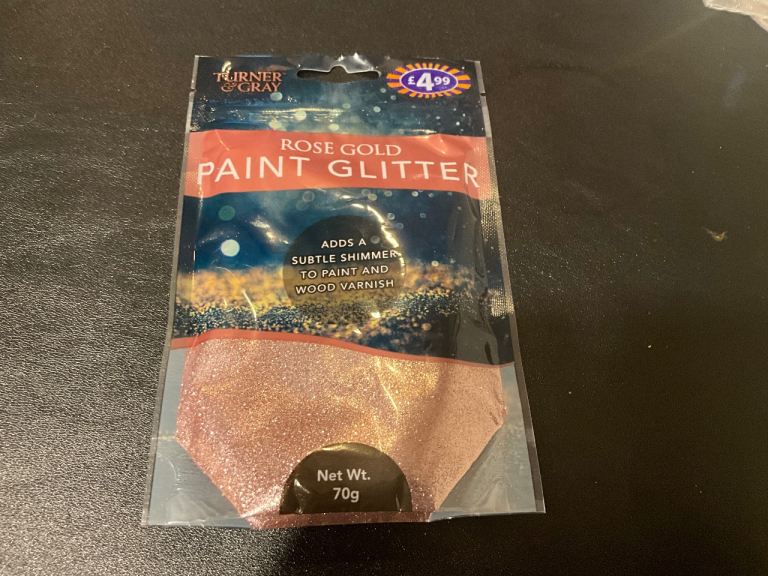 TURNER
& GRAY
£4.99
ROSE GOLD
PAINT GLITTER
ADDS A
SUBTLE SHIMMER
TO PAINT AND
WOOD VARNISH
Net Wt.
70g